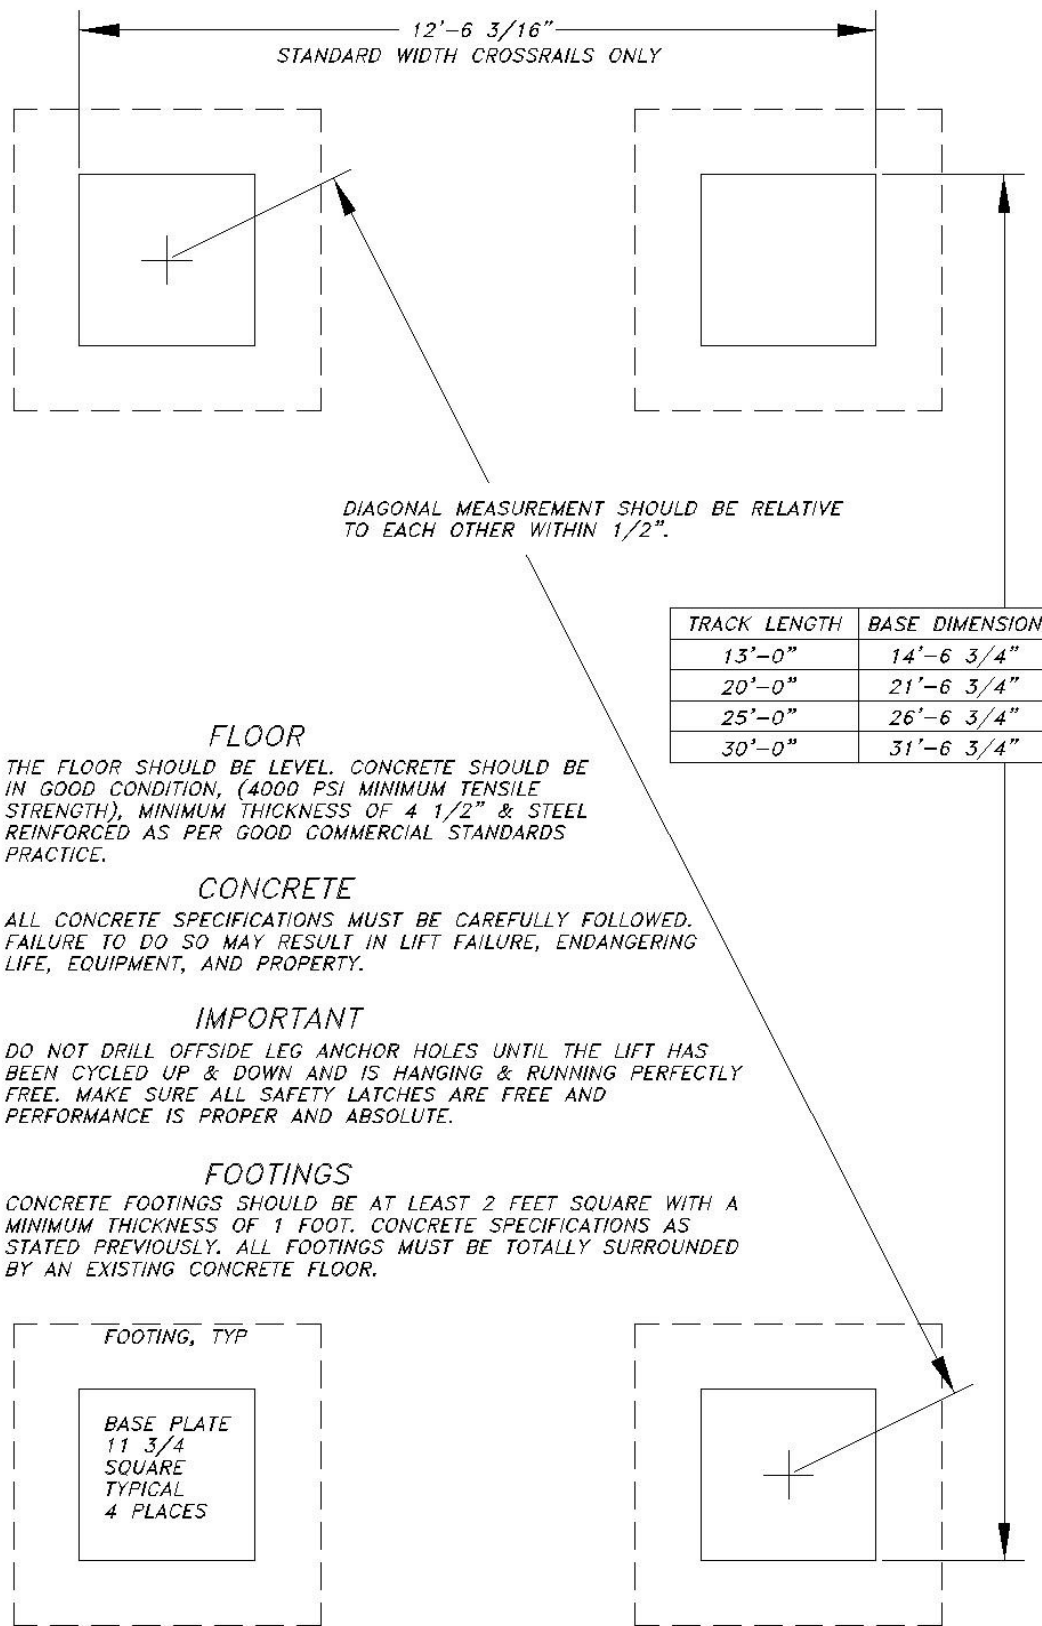 12'-6 3/16"
STANDARD WIDTH CROSSRAILS ONLY
DIAGONAL MEASUREMENT SHOULD BE RELATIVE
TO EACH OTHER WITHIN 1/2".
TRACK LENGTH BASE DIMENSION
13'-0" 14'-6 3/4"
20'-0" 21'-6 3/4"
25'-0" 26'-6 3/4"
30'-0" 31'-6 3/4"
FLOOR
THE FLOOR SHOULD BE LEVEL. CONCRETE SHOULD BE
IN GOOD CONDITION, (4000 PSI MINIMUM TENSILE
STRENGTH), MINIMUM THICKNESS OF 4 1/2" & STEEL
REINFORCED AS PER GOOD COMMERCIAL STANDARDS
PRACTICE.
CONCRETE
ALL CONCRETE SPECIFICATIONS MUST BE CAREFULLY FOLLOWED.
FAILURE TO DO SO MAY RESULT IN LIFT FAILURE, ENDANGERING
LIFE, EQUIPMENT, AND PROPERTY.
IMPORTANT
DO NOT DRILL OFFSIDE LEG ANCHOR HOLES UNTIL THE LIFT HAS
BEEN CYCLED UP & DOWN AND IS HANGING & RUNNING PERFECTLY
FREE. MAKE SURE ALL SAFETY LATCHES ARE FREE AND
PERFORMANCE IS PROPER AND ABSOLUTE.
FOOTINGS
CONCRETE FOOTINGS SHOULD BE AT LEAST 2 FEET SQUARE WITH A
MINIMUM THICKNESS OF 1 FOOT. CONCRETE SPECIFICATIONS AS
STATED PREVIOUSLY. ALL FOOTINGS MUST BE TOTALLY SURROUNDED
BY AN EXISTING CONCRETE FLOOR.
FOOTING, TYP
BASE PLATE
11 3/4
SQUARE
TYPICAL
4 PLACES